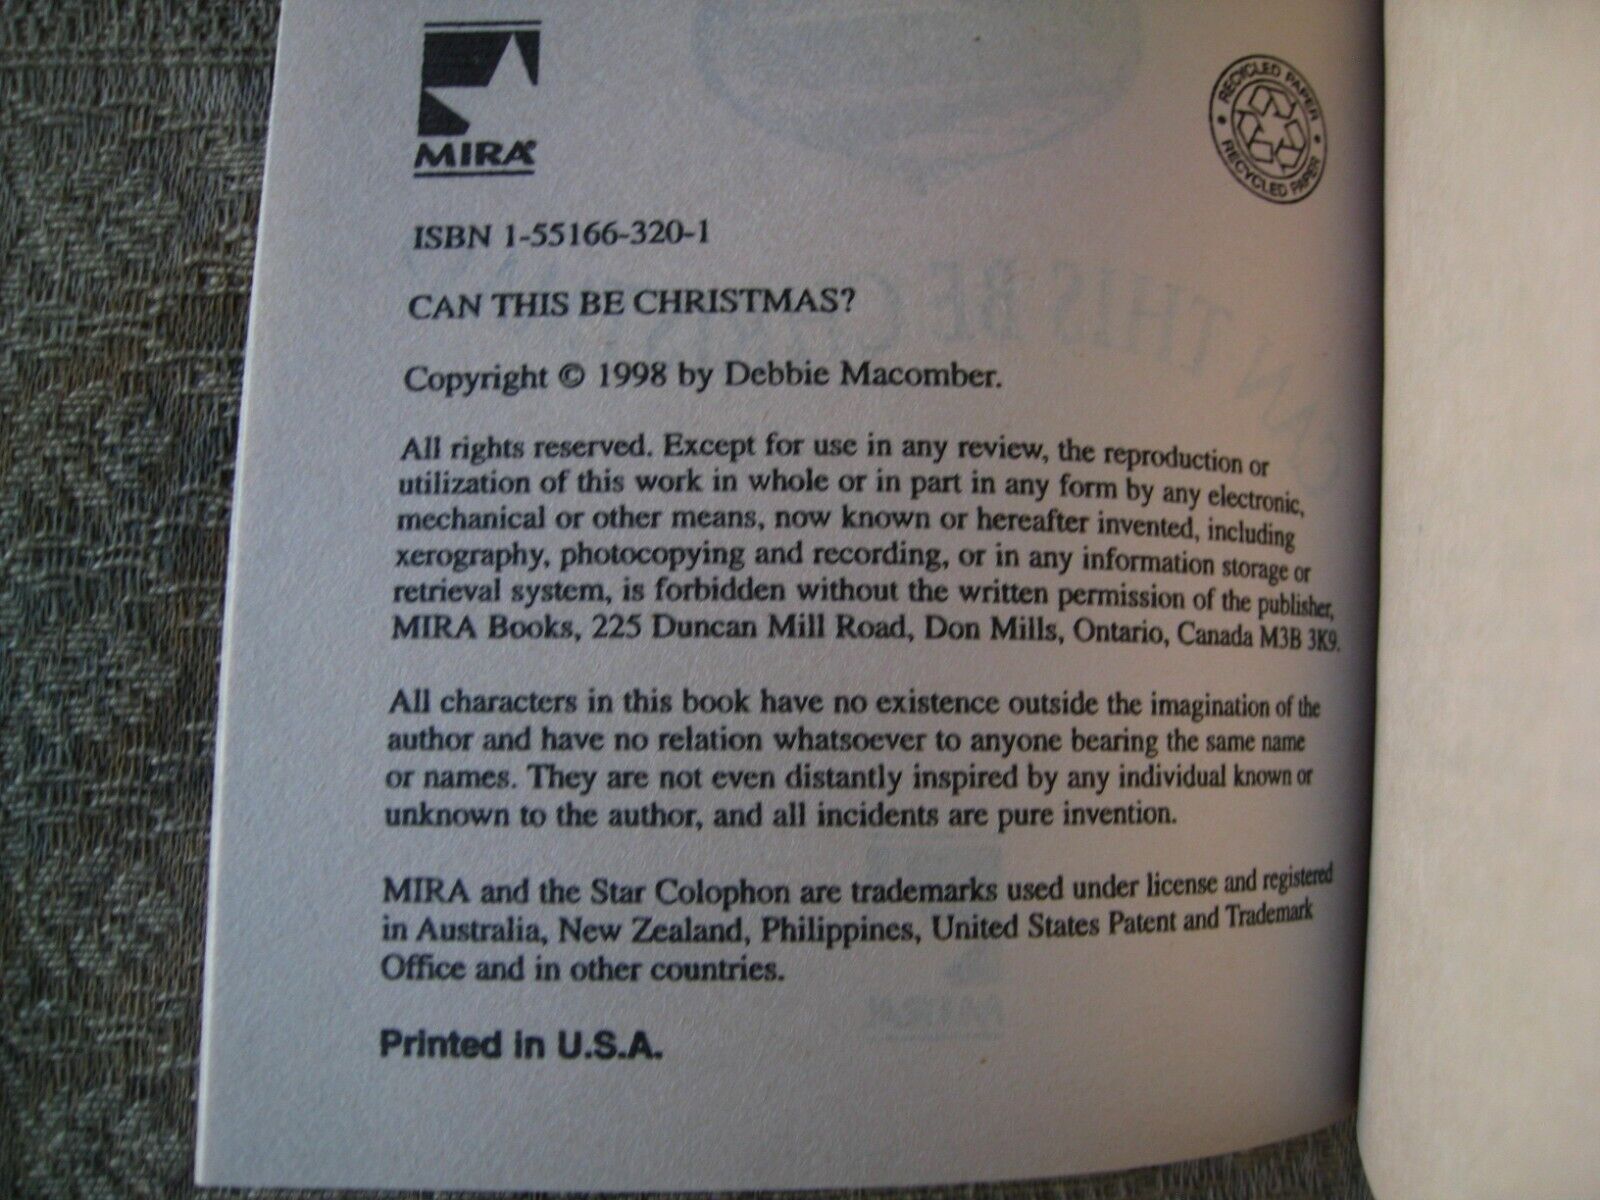 MIRA®
RECYCLED PAPER
RECYCLED PAPER
ISBN 1-55166-320-1
CAN THIS BE CHRISTMAS?
Copyright © 1998 by Debbie Macomber.
All rights reserved. Except for use in any review, the reproduction or
utilization of this work in whole or in part in any form by any electronic,
mechanical or other means, now known or hereafter invented, including
xerography, photocopying and recording, or in any information storage or
retrieval system, is forbidden without the written permission of the publisher,
MIRA Books, 225 Duncan Mill Road, Don Mills, Ontario, Canada M3B 3K9.
All characters in this book have no existence outside the imagination of the
author and have no relation whatsoever to anyone bearing the same name
or names. They are not even distantly inspired by any individual known or
unknown to the author, and all incidents are pure invention.
MIRA and the Star Colophon are trademarks used under license and registered
in Australia, New Zealand, Philippines, United States Patent and Trademark
Office and in other countries.
Printed in U.S.A.